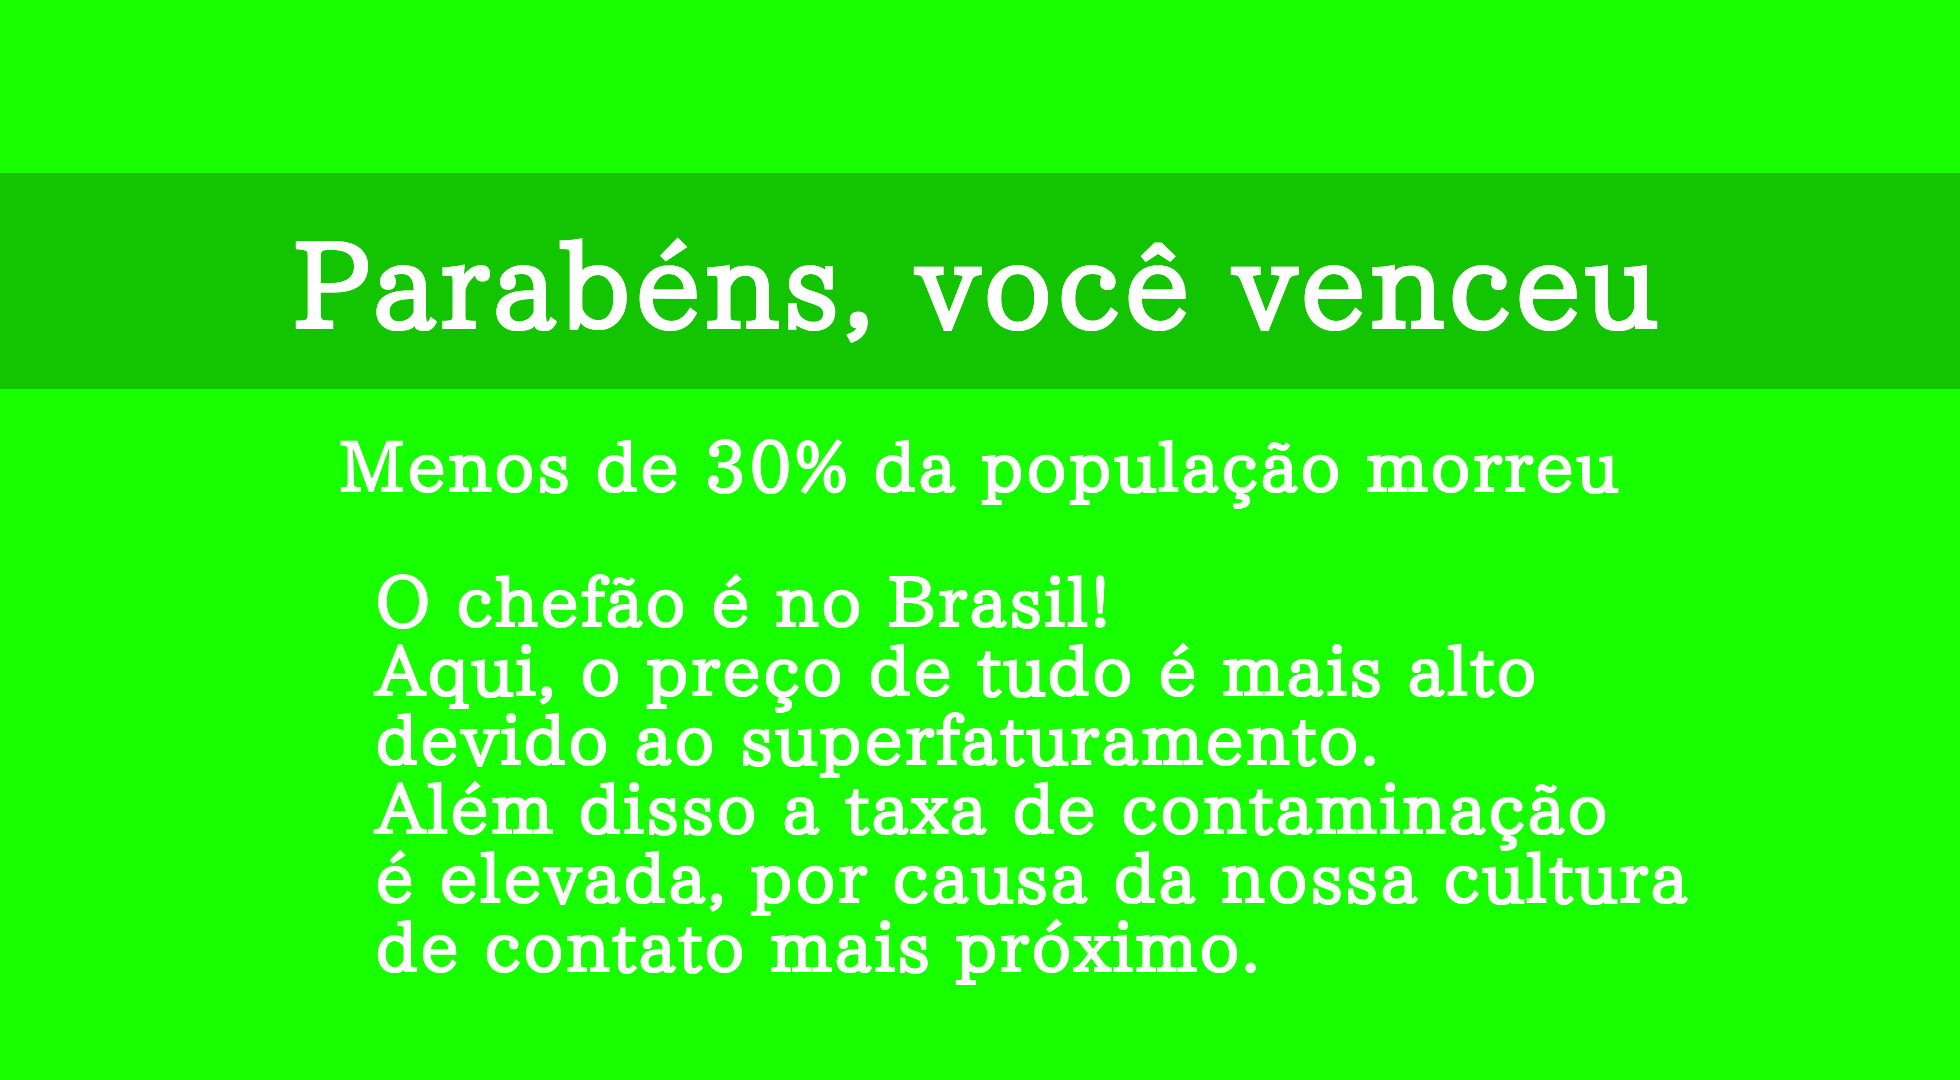 Parabéns, você venceu
Menos de 30% da população morreu
O chefão é no Brasil!
Aqui, o preço de tudo é mais alto
devido ao superfaturamento.
Além disso a taxa de contaminação
é elevada, por causa da nossa cultura
de contato mais próximo.